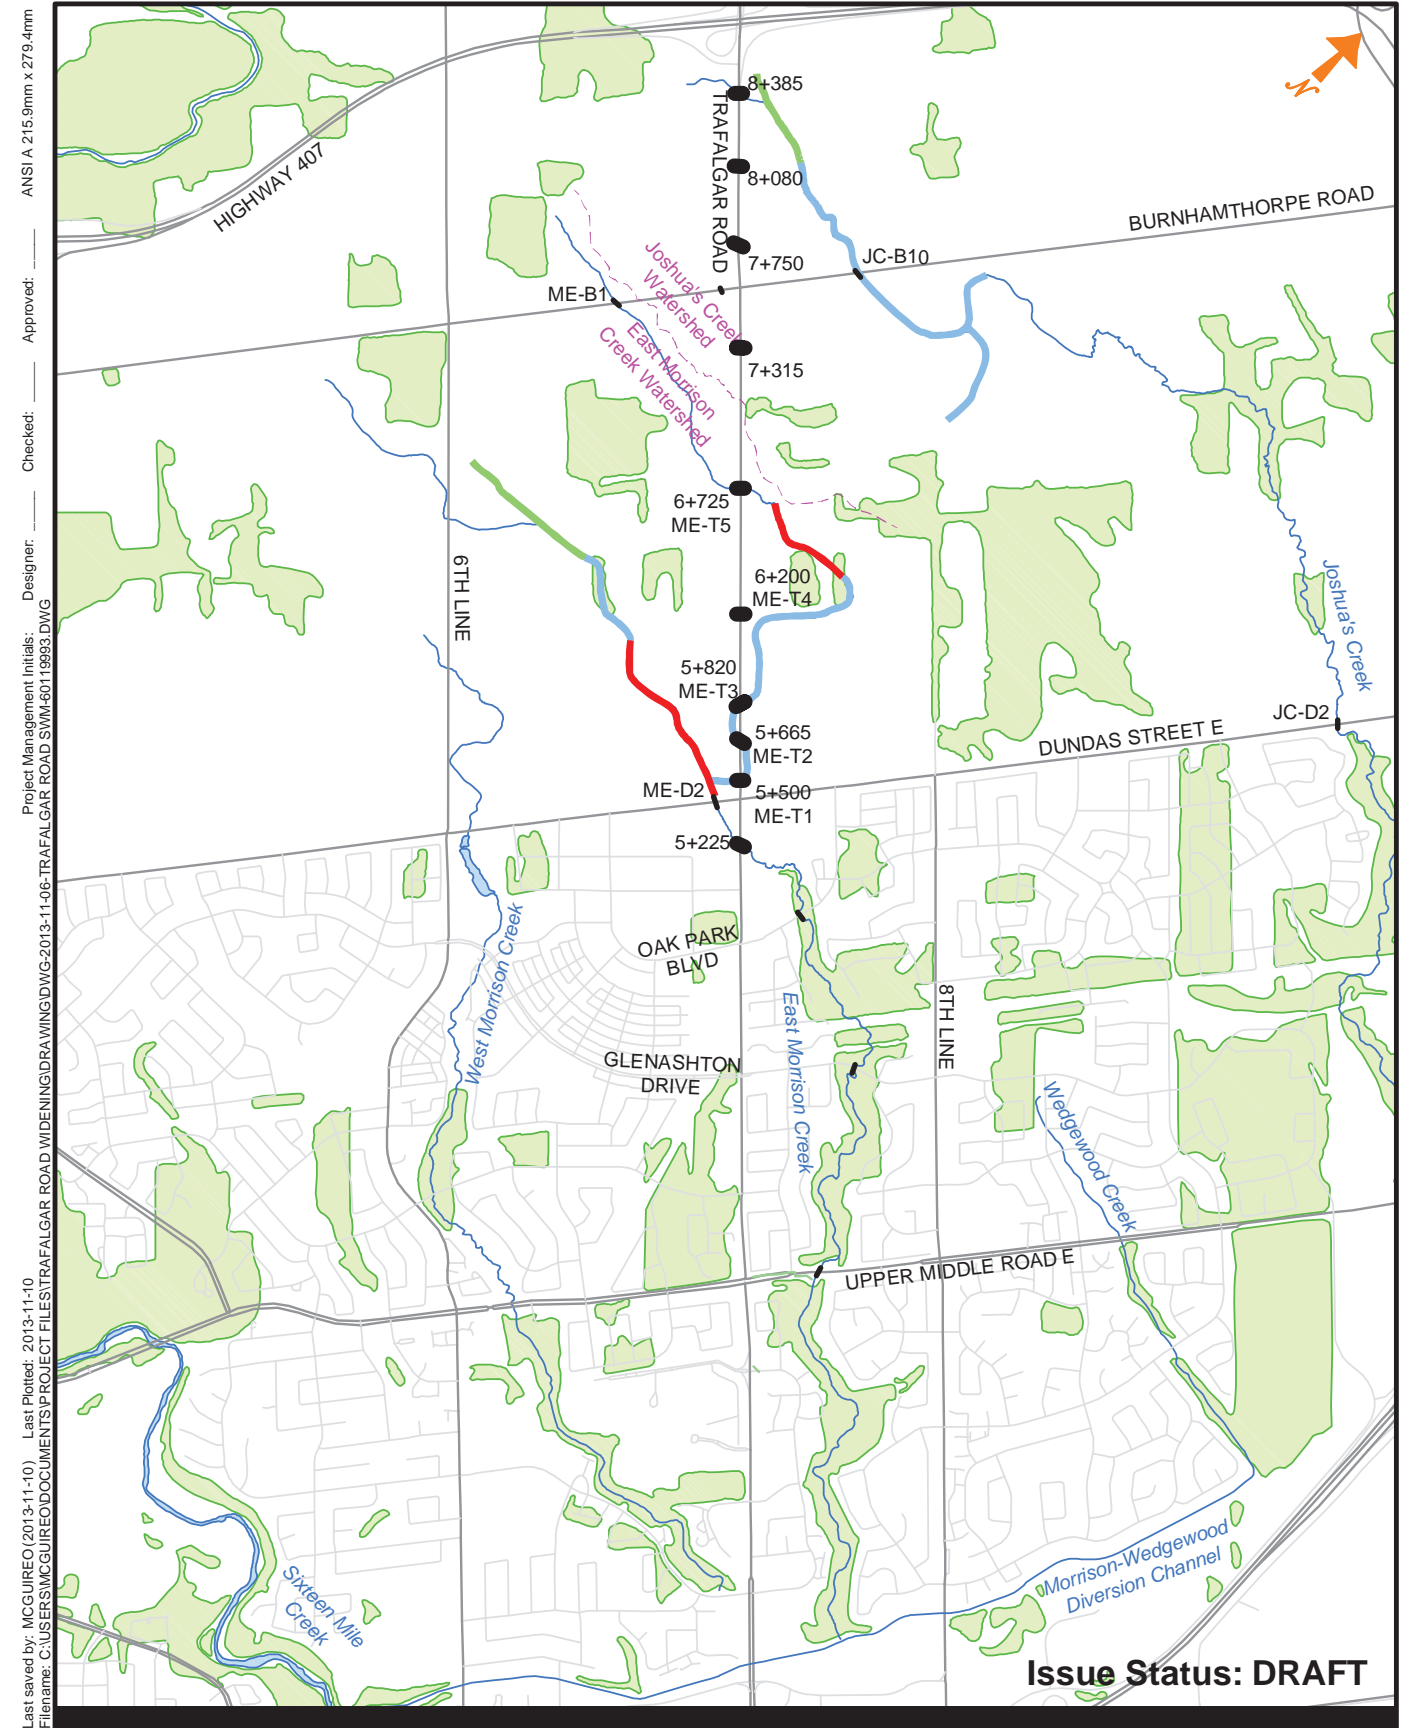 8+385
TRAFALGAR ROAD
8+080
HIGHWAY 407
BURNHAMTHORPE ROAD
7+750
JC-B10
ME-B1
Joshua's Creek
Watershed
East Morrison
Creek Watershed
7+315
6+725
ME-T5
6TH LINE
6+200
ME-T4
Joshua's Creek
5+820
ME-T3
JC-D2
5+665
ME-T2
DUNDAS STREET E
ME-D2
5+500
ME-T1
5+225
OAK PARK
BLVD
West Morrison Creek
East Morrison Creek
8TH LINE
GLENASHTON
DRIVE
Wedgewood Creek
UPPER MIDDLE ROAD E
Sixteen Mile
Creek
Morrison-Wedgewood
Diversion Channel
Issue Status: DRAFT
N
Project Management Initials: Designer: _____ Checked: _____ Approved: _____ ANSI A 215.9mm x 279.4mm
Last saved by: MCGUIREO(2013-11-10) Last Plotted: 2013-11-10
Filename: C:\USERS\MCGUIREO\DOCUMENTS\PROJECT FILES\TRAFALGAR ROAD WIDENING\DRAWING\DWG-2013-11-06-TRAFALGAR ROAD SWM-60119993.DWG